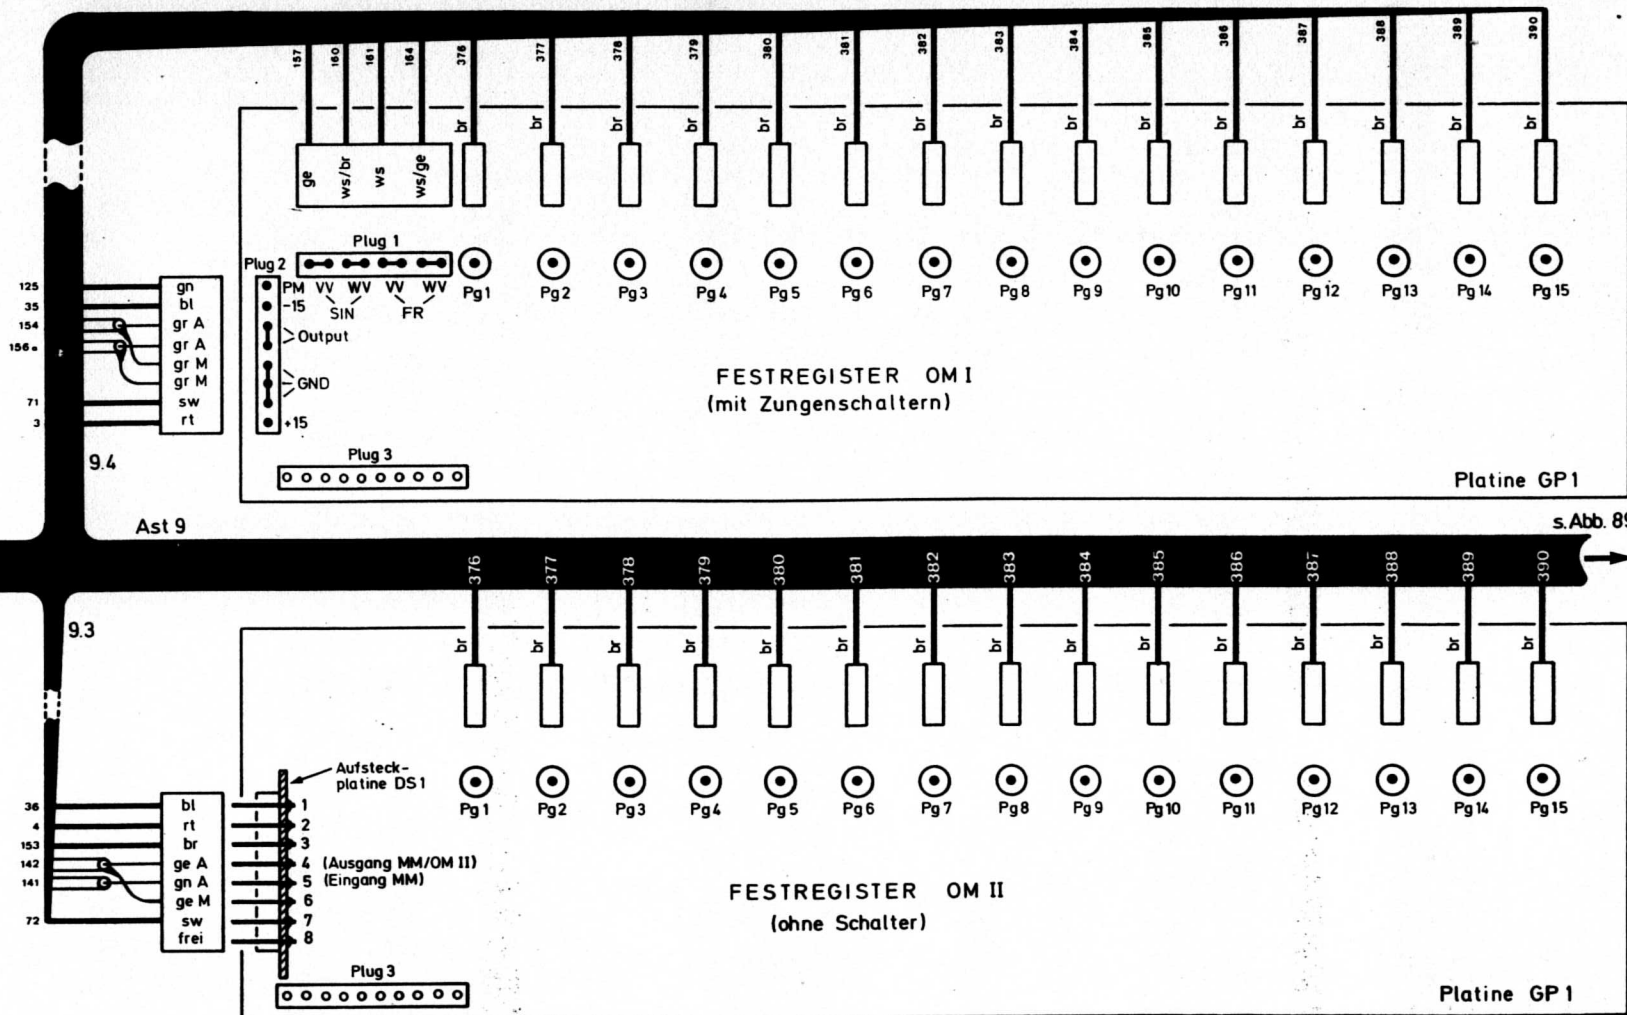 157 160 161 164 376 377 378 379 380 381 382 383 384 385 386 387 388 389 390
br br br br br br br br br br br br br br br
ge ws/br ws ws/ge
Plug 1
Plug 2
PM VV WV VV WV
SIN FR
-15
Output
GND
+15
Pg 1 Pg 2 Pg 3 Pg 4 Pg 5 Pg 6 Pg 7 Pg 8 Pg 9 Pg 10 Pg 11 Pg 12 Pg 13 Pg 14 Pg 15
125 gn
35 bl
154 gr A
156a gr A
gr M
gr M
71 sw
3 rt
9.4
FESTREGISTER OM I
(mit Zungenschaltern)
Plug 3
Platine GP 1
Ast 9
s. Abb. 89
376 377 378 379 380 381 382 383 384 385 386 387 388 389 390
9.3
br br br br br br br br br br br br br br br
Aufsteck-
platine DS 1
Pg 1 Pg 2 Pg 3 Pg 4 Pg 5 Pg 6 Pg 7 Pg 8 Pg 9 Pg 10 Pg 11 Pg 12 Pg 13 Pg 14 Pg 15
36 bl 1
4 rt 2
153 br 3
142 ge A 4 (Ausgang MM/OM II)
141 gn A 5 (Eingang MM)
ge M 6
72 sw 7
frei 8
FESTREGISTER OM II
(ohne Schalter)
Plug 3
Platine GP 1